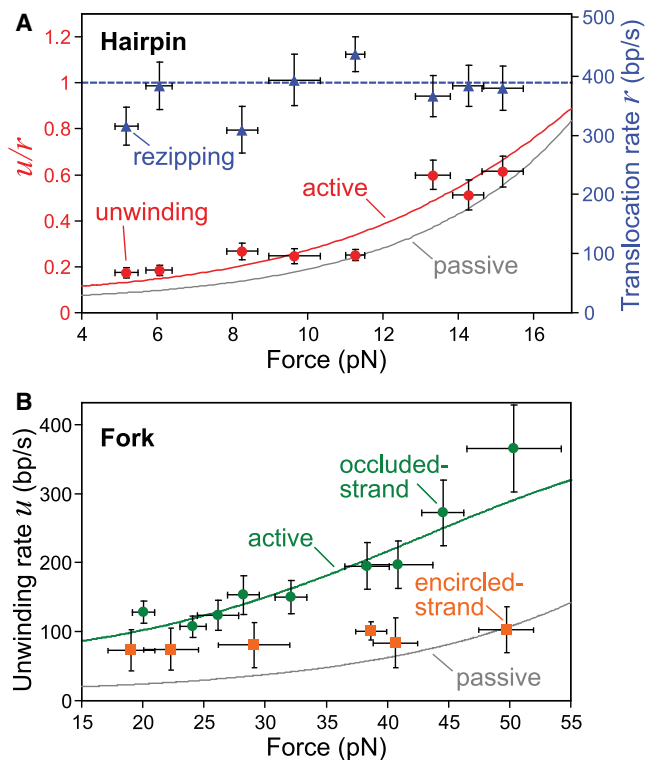 A
Hairpin
u/r
1.2
1
0.8
0.6
0.4
0.2
0
500
400
300
200
100
0
Translocation rate r (bp/s)
rezipping
unwinding
active
passive
4
6
8
10
12
14
16
Force (pN)
B
Fork
Unwinding rate u (bp/s)
400
300
200
100
0
occluded-
strand
active
encircled-
strand
passive
15
20
25
30
35
40
45
50
55
Force (pN)